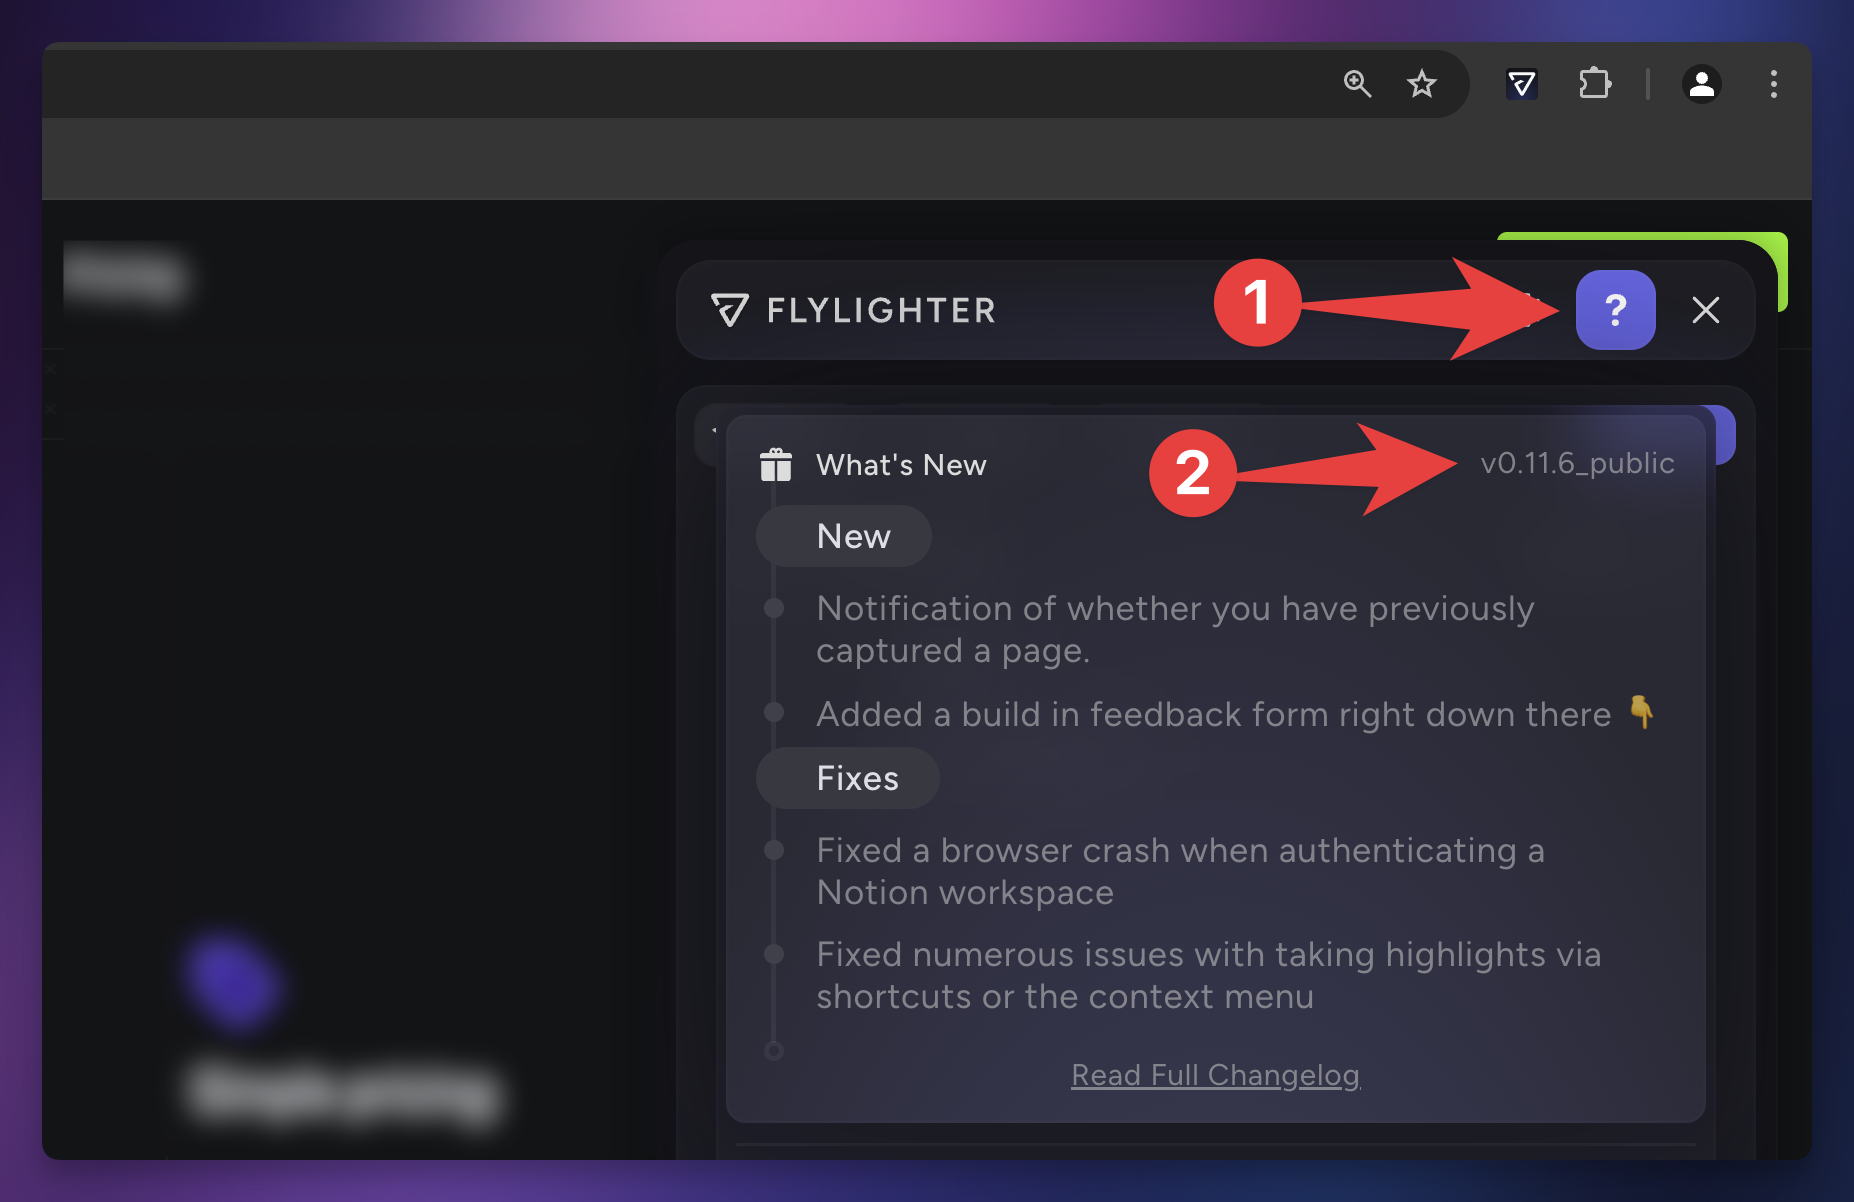 FLYLIGHTER
1
?
What's New
2
v0.11.6_public
New
Notification of whether you have previously
captured a page.
Added a build in feedback form right down there 👇
Fixes
Fixed a browser crash when authenticating a
Notion workspace
Fixed numerous issues with taking highlights via
shortcuts or the context menu
Read Full Changelog